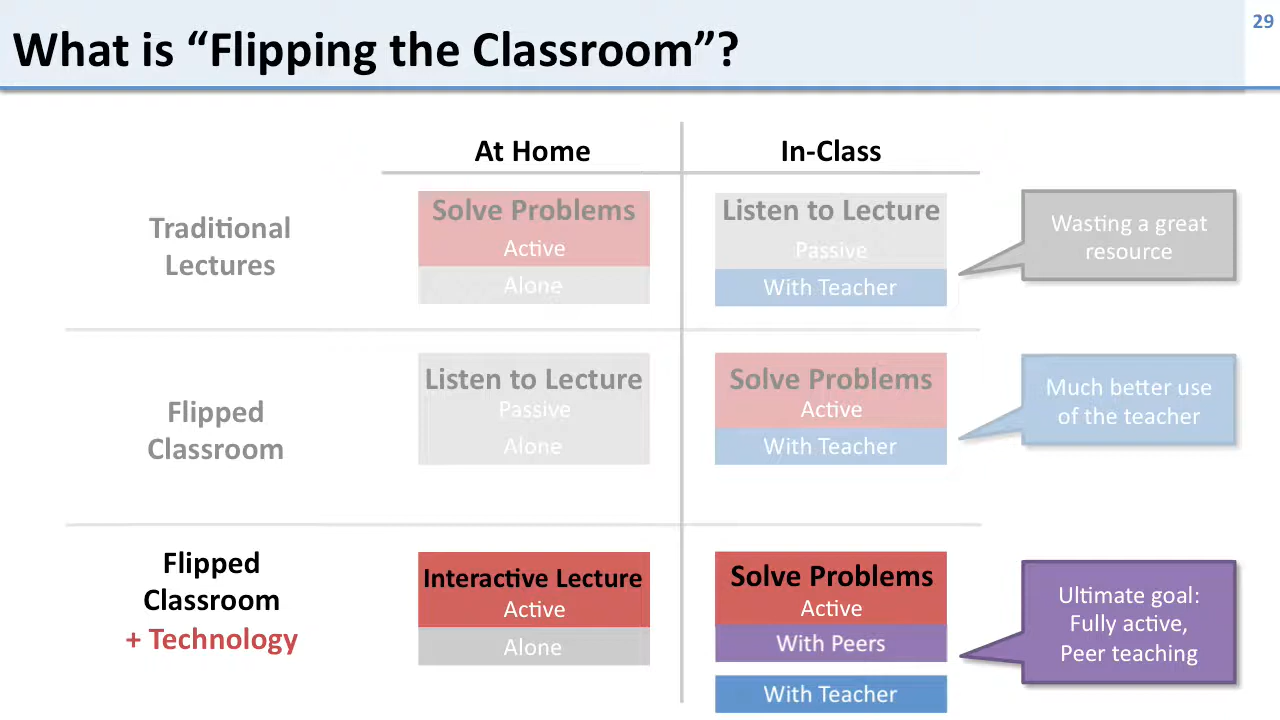 What is “Flipping the Classroom”?
29
At Home
In-Class
Traditional
Lectures
Solve Problems
Active
Alone
Listen to Lecture
Passive
With Teacher
Wasting a great
resource
Flipped
Classroom
Listen to Lecture
Passive
Alone
Solve Problems
Active
With Teacher
Much better use
of the teacher
Flipped
Classroom
+ Technology
Interactive Lecture
Active
Alone
Solve Problems
Active
With Peers
With Teacher
Ultimate goal:
Fully active,
Peer teaching